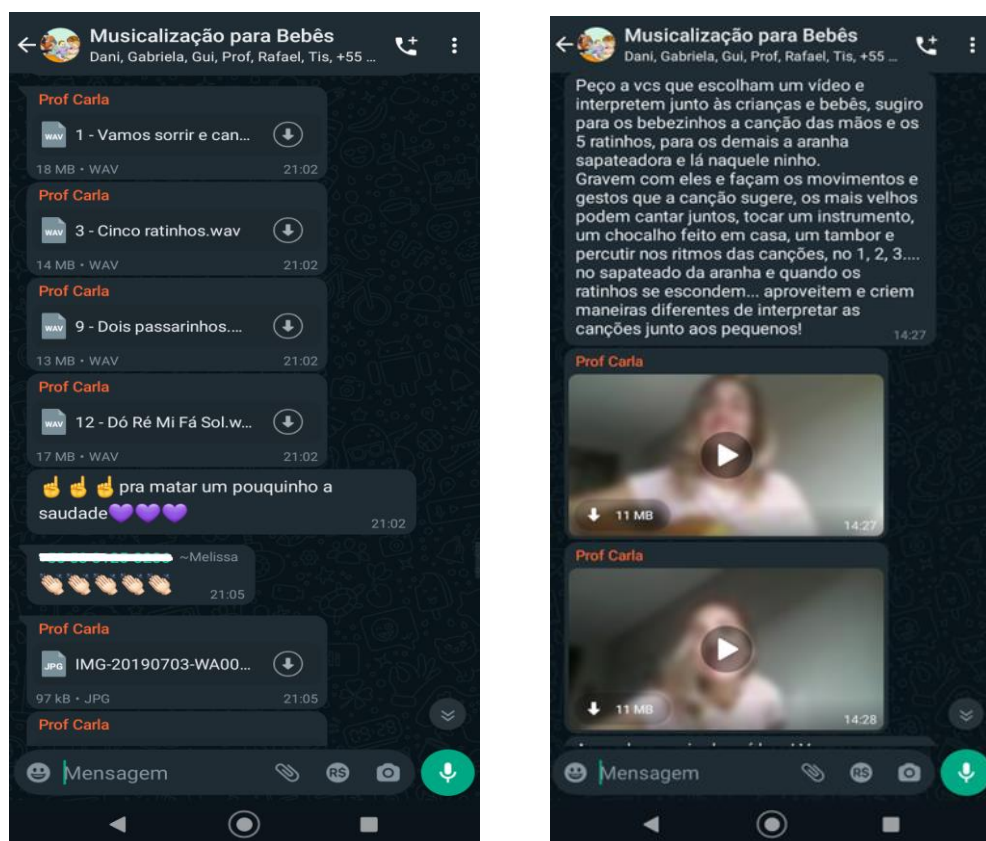 Musicalização para Bebês
Dani, Gabriela, Gui, Prof, Rafael, Tis, +55 ...
Prof Carla
WAV
1 - Vamos sorrir e can...
18 MB • WAV
21:02
Prof Carla
WAV
3 - Cinco ratinhos.wav
14 MB • WAV
21:02
Prof Carla
WAV
9 - Dois passarinhos....
13 MB • WAV
21:02
Prof Carla
WAV
12 - Dó Ré Mi Fá Sol.w...
17 MB • WAV
21:02
☝☝☝ pra matar um pouquinho a
saudade💜💜💜
21:02
~Melissa
👏🏻👏🏻👏🏻👏🏻👏🏻
21:05
Prof Carla
JPG
IMG-20190703-WA00...
97 kB • JPG
21:05
Prof Carla
Mensagem
R$
Musicalização para Bebês
Dani, Gabriela, Gui, Prof, Rafael, Tis, +55 ...
Peço a vcs que escolham um vídeo e
interpretem junto às crianças e bebês, sugiro
para os bebezinhos a canção das mãos e os
5 ratinhos, para os demais a aranha
sapateadora e lá naquele ninho.
Gravem com eles e façam os movimentos e
gestos que a canção sugere, os mais velhos
podem cantar juntos, tocar um instrumento,
um chocalho feito em casa, um tambor e
percutir nos ritmos das canções, no 1, 2, 3....
no sapateado da aranha e quando os
ratinhos se escondem... aproveitem e criem
maneiras diferentes de interpretar as
canções junto aos pequenos!
14:27
Prof Carla
11 MB
14:27
Prof Carla
11 MB
14:28
Mensagem
R$